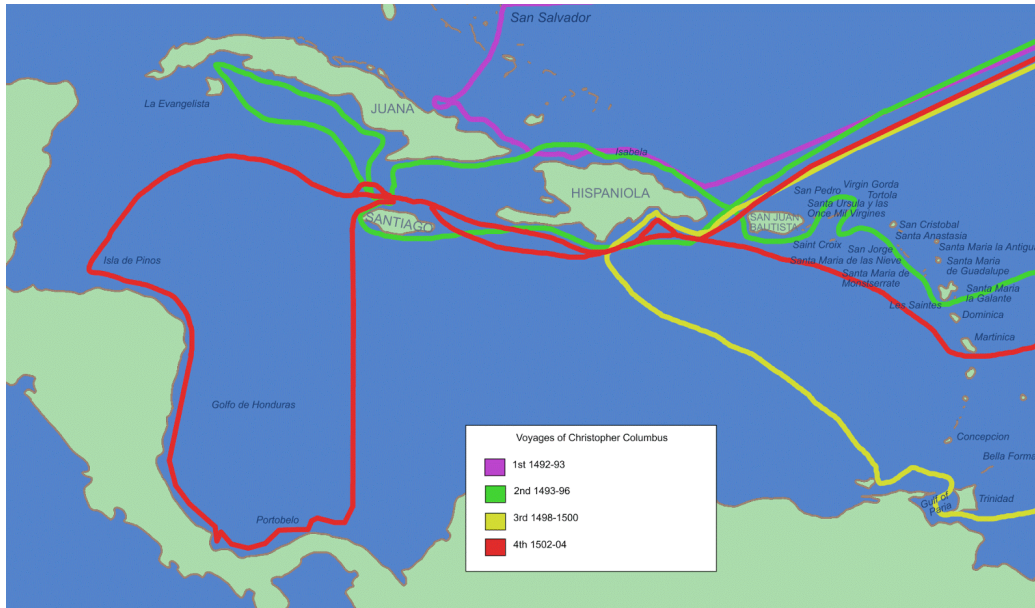 San Salvador
La Evangelista
JUANA
Isabela
HISPANIOLA
SANTIAGO
SAN JUAN
BAUTISTA
San Pedro
Virgin Gorda
Tortola
Santa Ursula y las
Once Mil Virgines
San Cristobal
Santa Anastasia
Saint Croix
San Jorge
Santa Maria la Antigua
Santa Maria de las Nieve
Santa Maria
de Guadalupe
Santa Maria de
Monstserrate
Santa Maria
la Galante
Les Saintes
Dominica
Martinica
Isla de Pinos
Golfo de Honduras
Portobelo
Concepcion
Bella Forma
Gulf of
Paria
Trinidad
Voyages of Christopher Columbus
1st 1492-93
2nd 1493-96
3rd 1498-1500
4th 1502-04